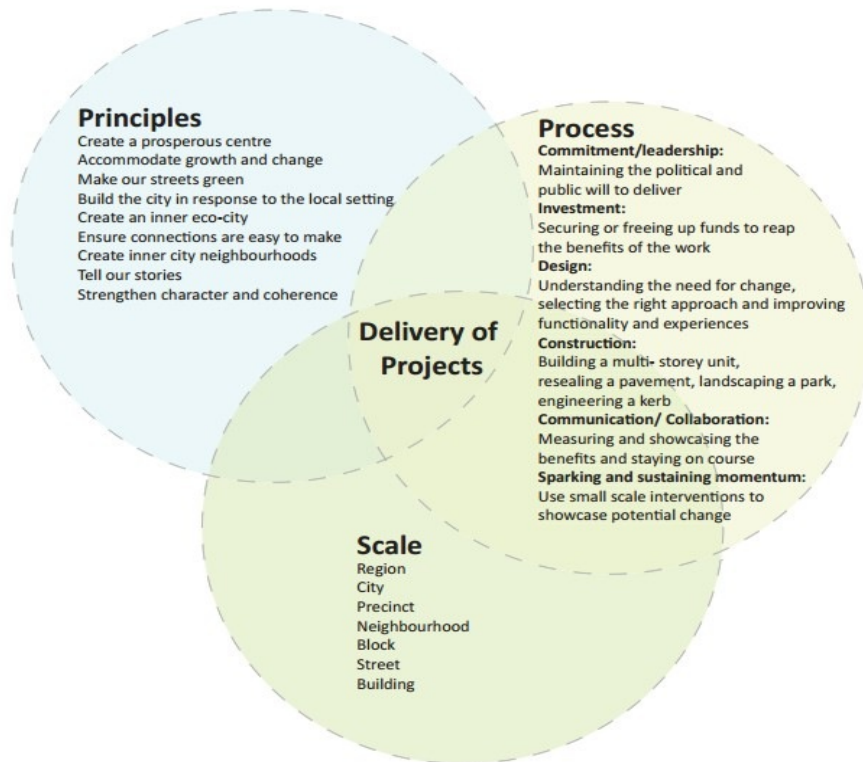 Principles
Create a prosperous centre
Accommodate growth and change
Make our streets green
Build the city in response to the local setting
Create an inner eco-city
Ensure connections are easy to make
Create inner city neighbourhoods
Tell our stories
Strengthen character and coherence
Process
Commitment/leadership:
Maintaining the political and
public will to deliver
Investment:
Securing or freeing up funds to reap
the benefits of the work
Design:
Understanding the need for change,
selecting the right approach and improving
functionality and experiences
Construction:
Building a multi- storey unit,
resealing a pavement, landscaping a park,
engineering a kerb
Communication/ Collaboration:
Measuring and showcasing the
benefits and staying on course
Sparking and sustaining momentum:
Use small scale interventions to
showcase potential change
Delivery of
Projects
Scale
Region
City
Precinct
Neighbourhood
Block
Street
Building